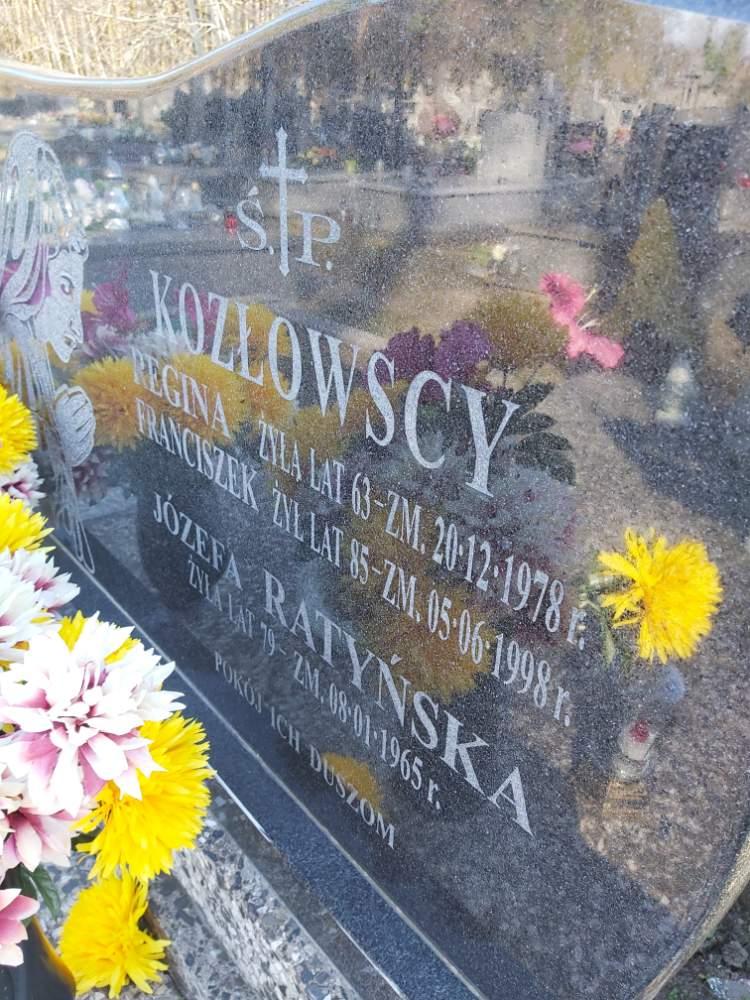 Ś.P.
KOZŁOWSCY
REGINA ŻYŁA LAT 63 – ZM. 20·12·1978 r.
FRANCISZEK ŻYŁ LAT 85 – ZM. 05·06·1998 r.
JÓZEFA RATYŃSKA
ŻYŁA LAT 79 – ZM. 08·01·1965 r.
POKÓJ ICH DUSZOM